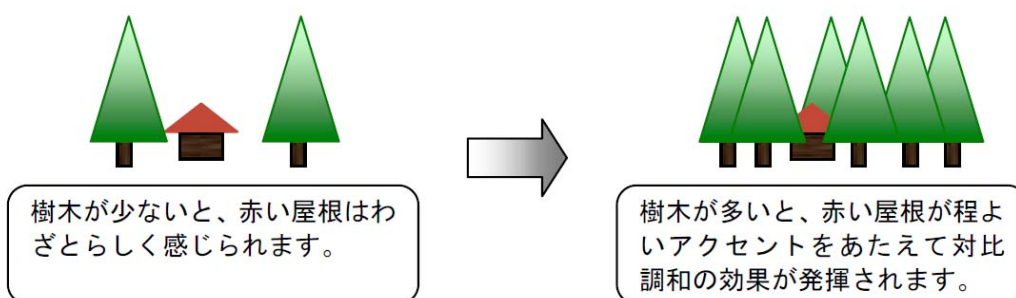 樹木が少ないと、赤い屋根はわ
ざとらしく感じられます。
樹木が多いと、赤い屋根が程よ
いアクセントをあたえて対比
調和の効果が発揮されます。